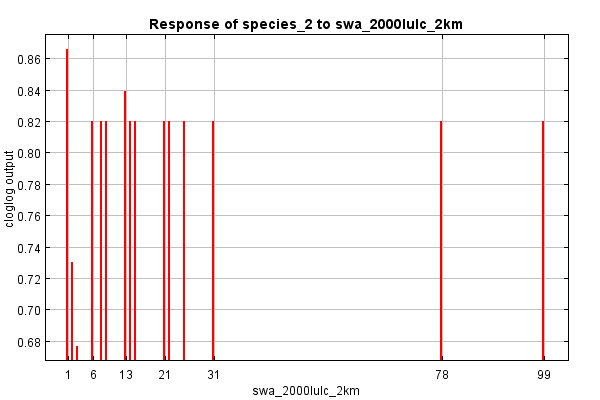 Response of species_2 to swa_2000lulc_2km
cloglog output
0.86
0.84
0.82
0.80
0.78
0.76
0.74
0.72
0.70
0.68
1 6 13 21 31 78 99
swa_2000lulc_2km